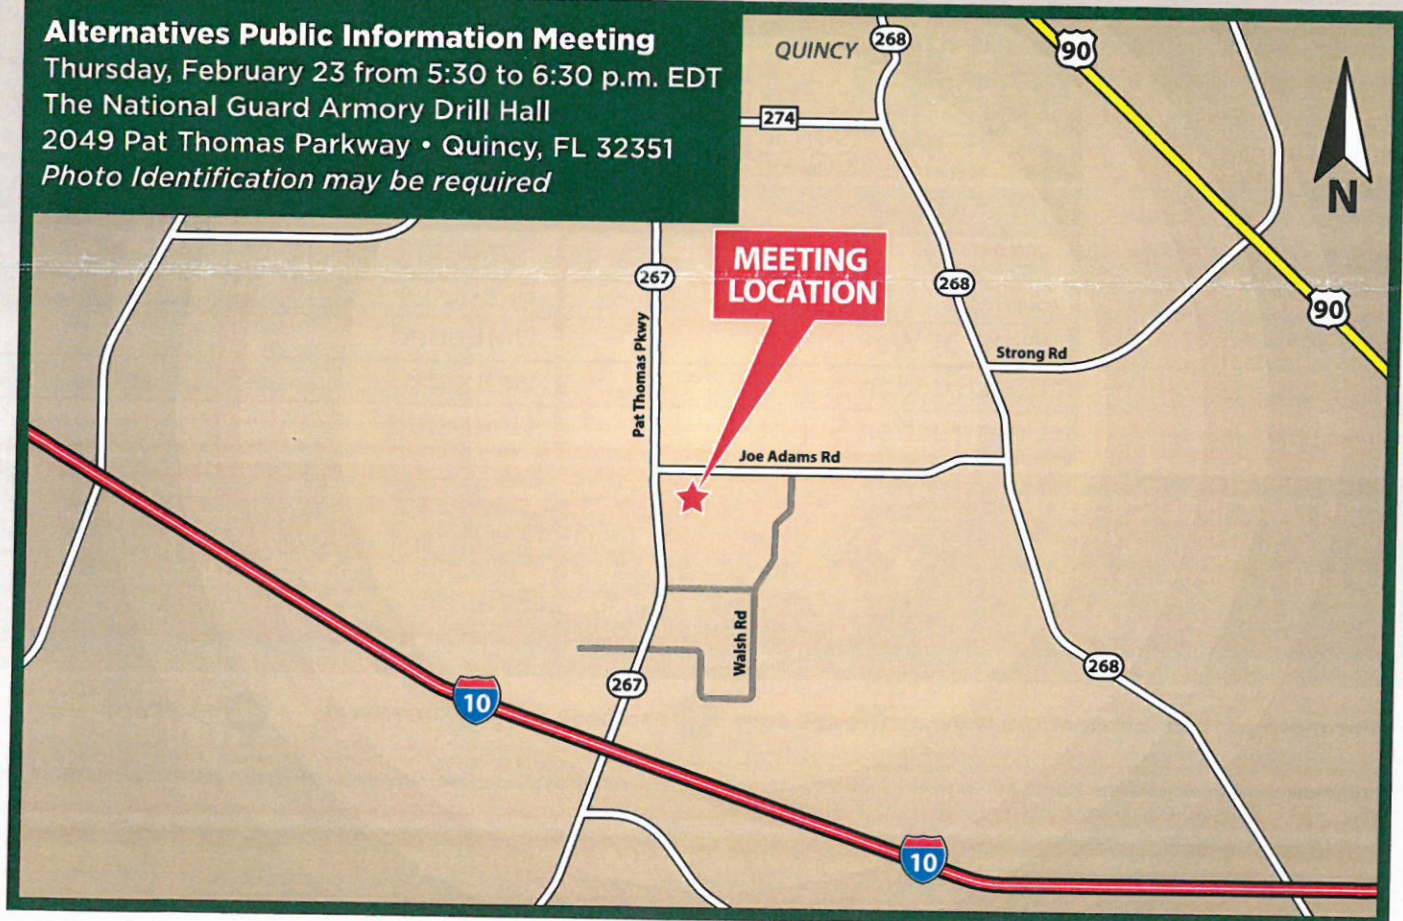 Alternatives Public Information Meeting
Thursday, February 23 from 5:30 to 6:30 p.m. EDT
The National Guard Armory Drill Hall
2049 Pat Thomas Parkway • Quincy, FL 32351
Photo Identification may be required
QUINCY
268
90
274
N
MEETING
LOCATION
267
268
90
Pat Thomas Pkwy
Strong Rd
Joe Adams Rd
Walsh Rd
268
267
10
10